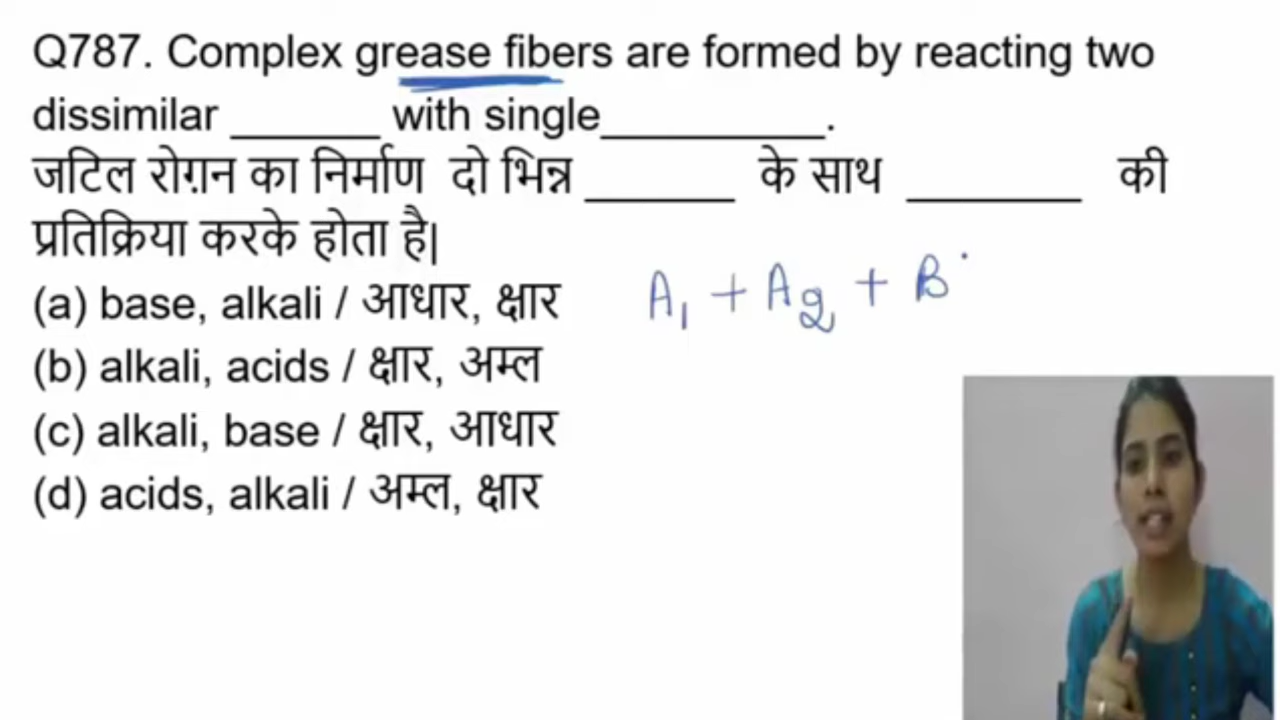 Q787. Complex grease fibers are formed by reacting two
dissimilar ______ with single_________.
जटिल रोग़न का निर्माण दो भिन्न ______ के साथ _______ की
प्रतिक्रिया करके होता है|
(a) base, alkali / आधार, क्षार
A₁ + A₂ + B
(b) alkali, acids / क्षार, अम्ल
(c) alkali, base / क्षार, आधार
(d) acids, alkali / अम्ल, क्षार